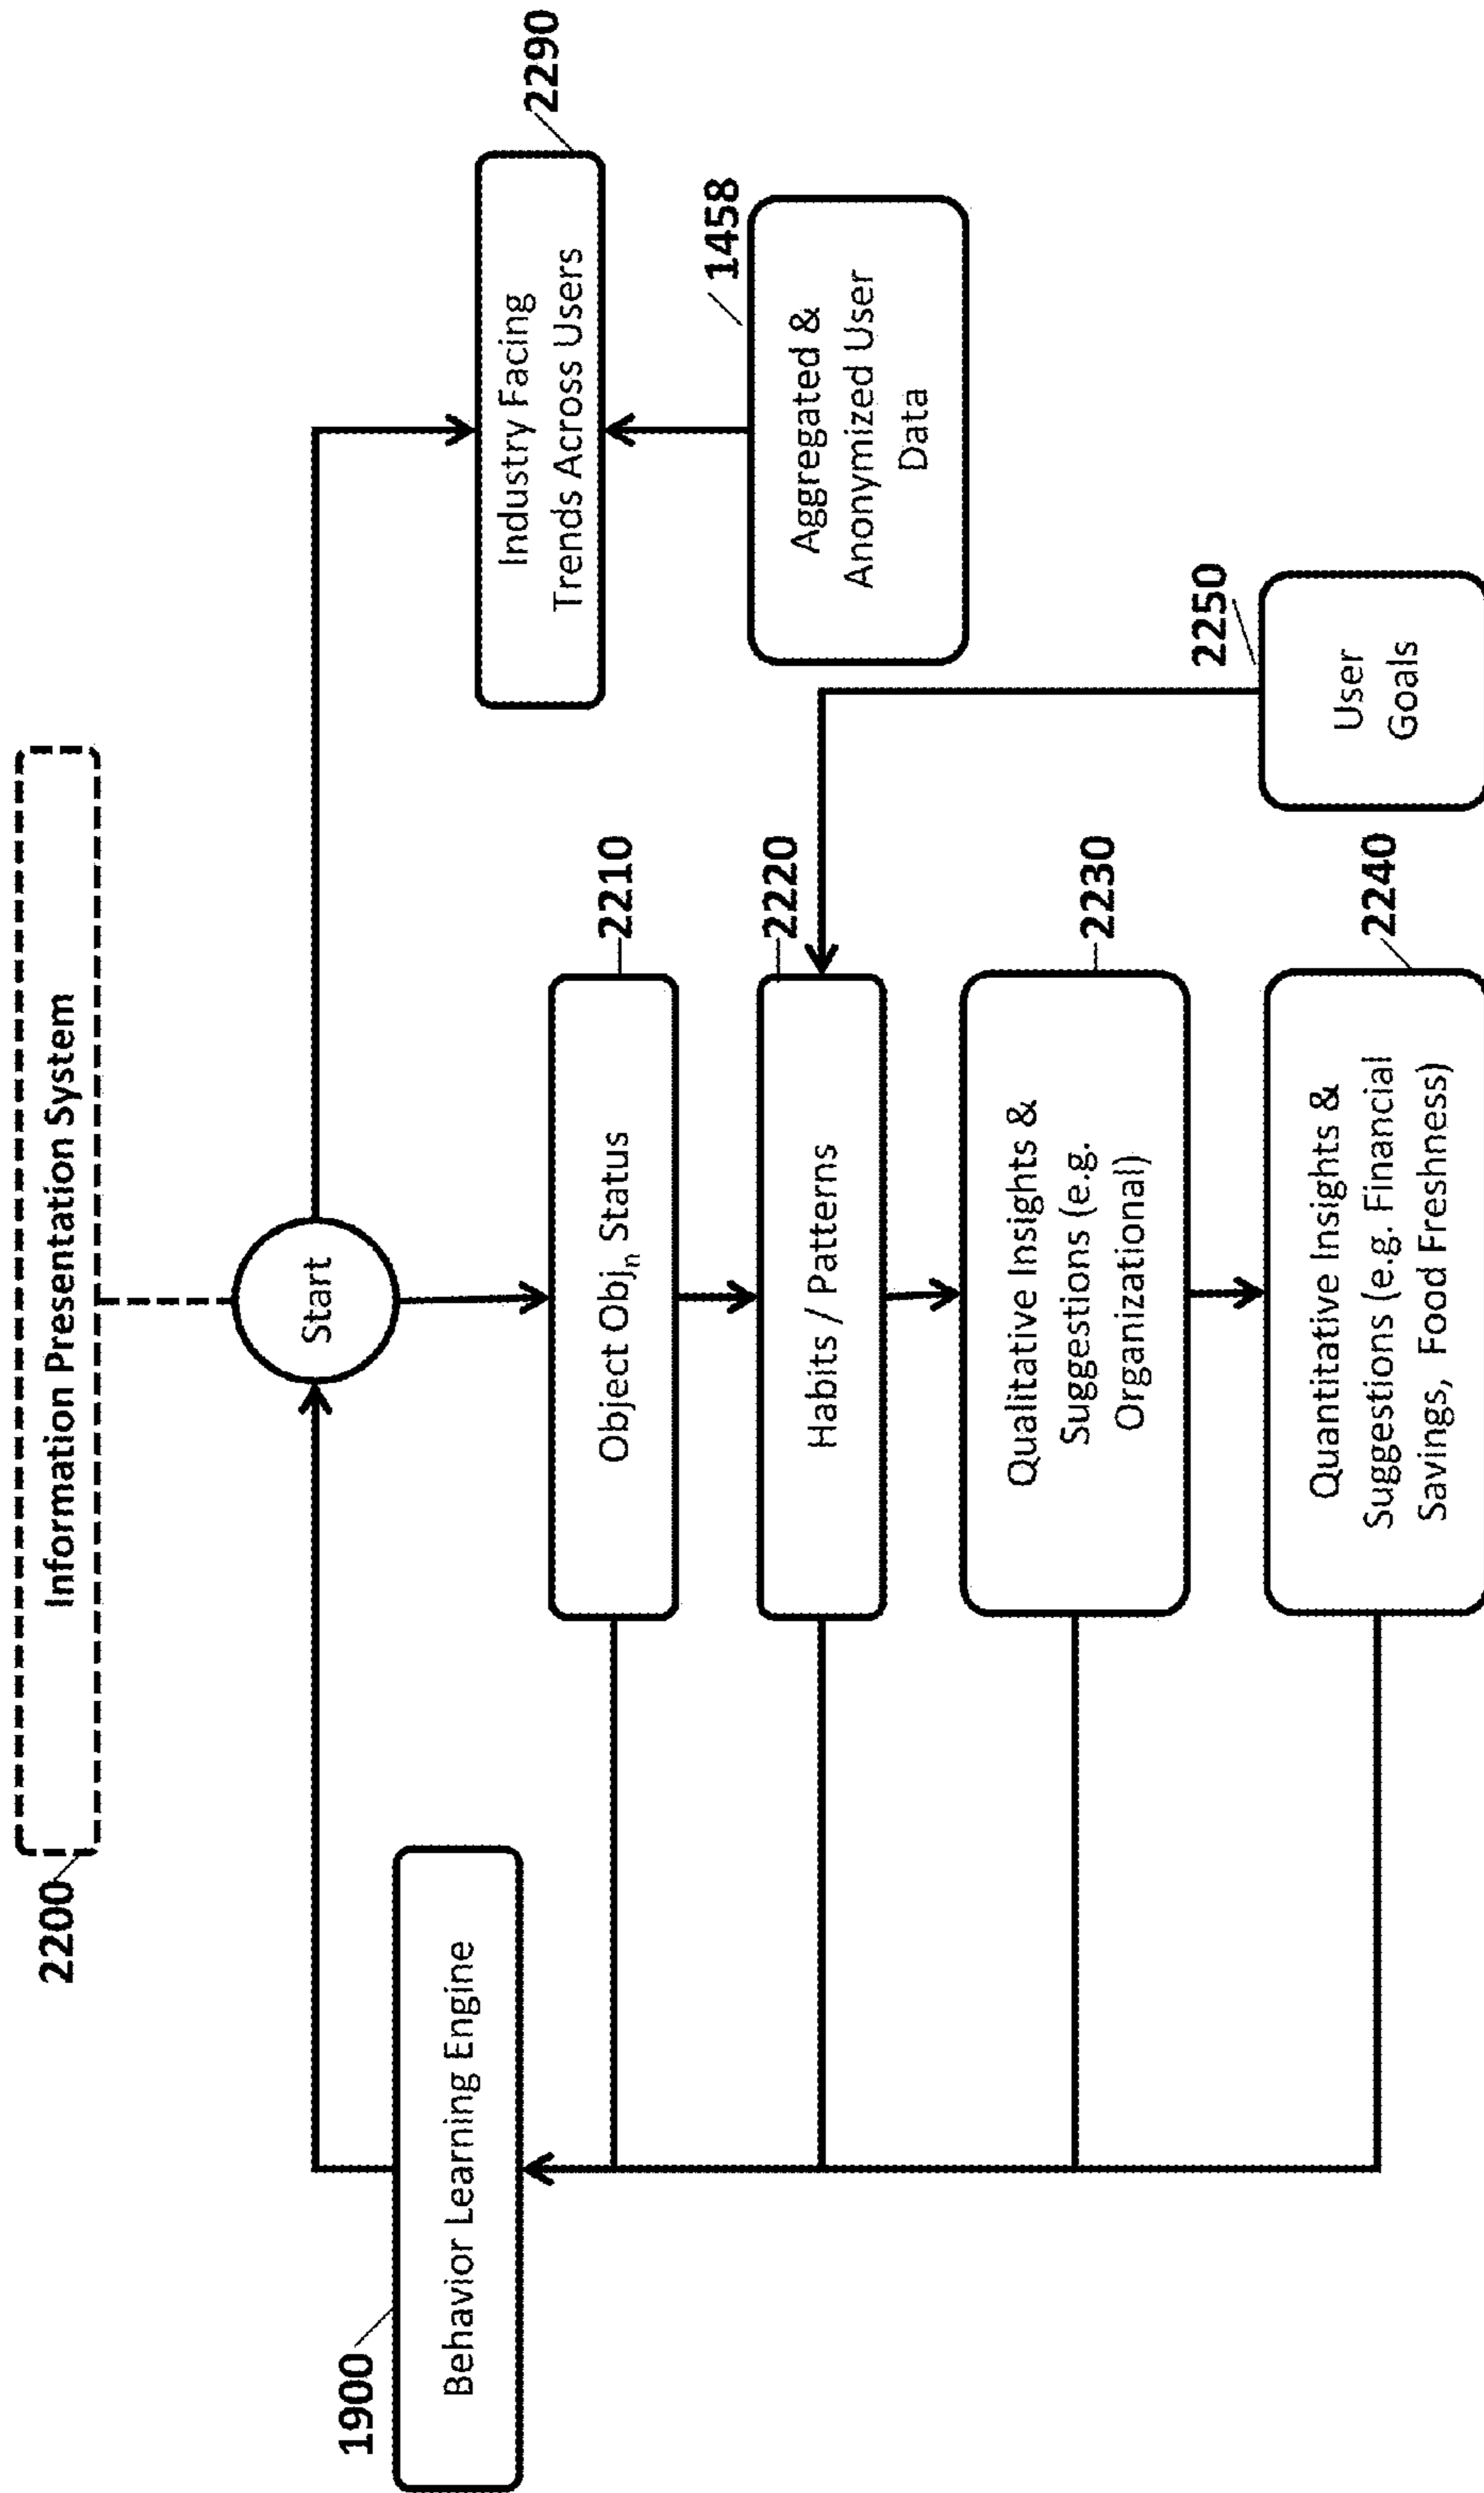 2200
Information Presentation System
Start
1900
Behavior Learning Engine
2290
Industry Facing
Trends Across Users
2210
Object Objₙ Status
1458
Aggregated &
Anonymized User
Data
2220
Habits / Patterns
2230
Qualitative Insights &
Suggestions (e.g.
Organizational)
2250
User
Goals
2240
Quantitative Insights &
Suggestions (e.g. Financial
Savings, Food Freshness)